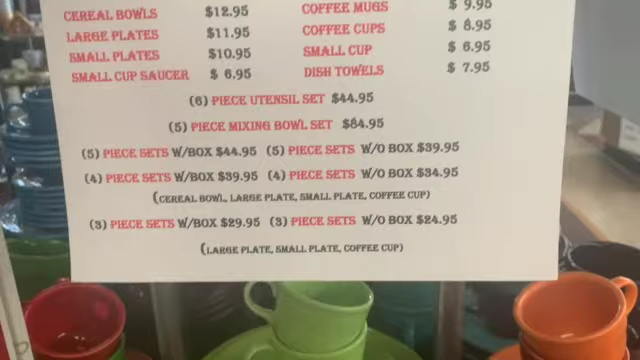 CEREAL BOWLS $12.95 COFFEE MUGS $ 9.95
LARGE PLATES $11.95 COFFEE CUPS $ 8.95
SMALL PLATES $10.95 SMALL CUP $ 6.95
SMALL CUP SAUCER $ 6.95 DISH TOWELS $ 7.95
(6) PIECE UTENSIL SET $44.95
(5) PIECE MIXING BOWL SET $84.95
(5) PIECE SETS W/BOX $44.95 (5) PIECE SETS W/O BOX $39.95
(4) PIECE SETS W/BOX $39.95 (4) PIECE SETS W/O BOX $34.95
(CEREAL BOWL, LARGE PLATE, SMALL PLATE, COFFEE CUP)
(3) PIECE SETS W/BOX $29.95 (3) PIECE SETS W/O BOX $24.95
(LARGE PLATE, SMALL PLATE, COFFEE CUP)